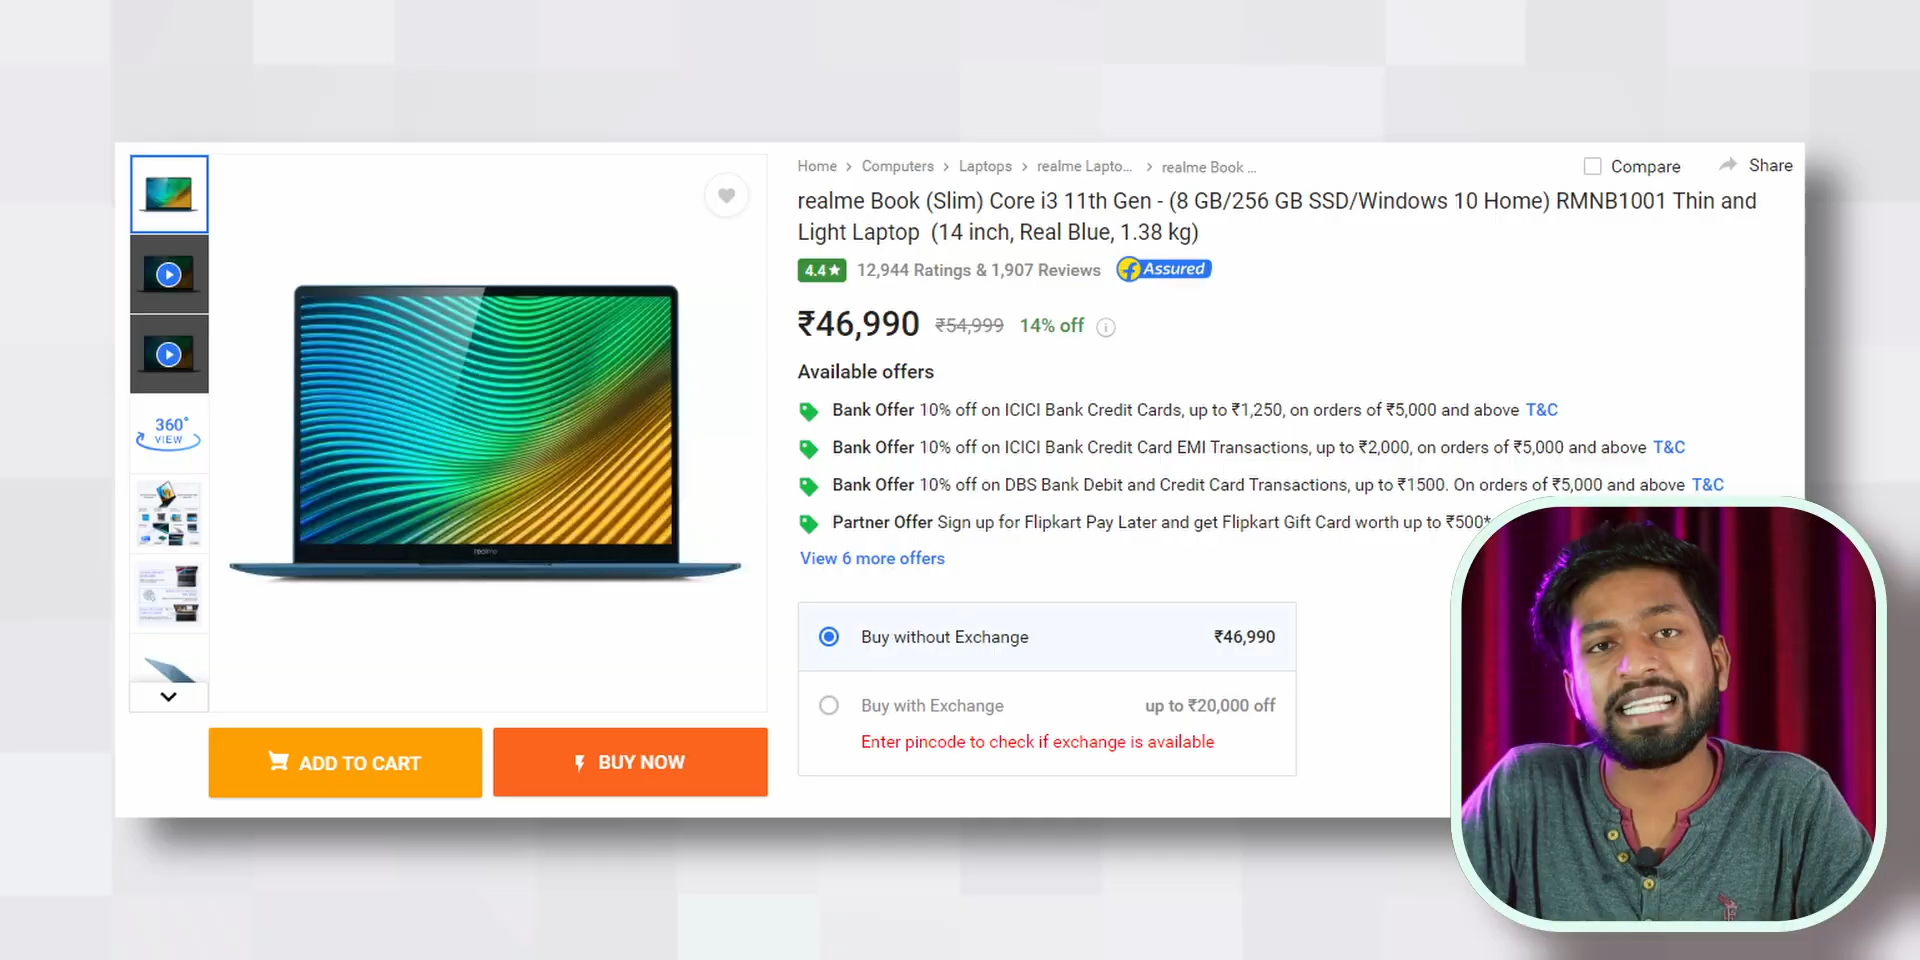 Home > Computers > Laptops > realme Lapto... > realme Book ...
Compare
Share
realme Book (Slim) Core i3 11th Gen - (8 GB/256 GB SSD/Windows 10 Home) RMNB1001 Thin and
Light Laptop (14 inch, Real Blue, 1.38 kg)
4.4★ 12,944 Ratings & 1,907 Reviews Assured
₹46,990 ₹54,999 14% off
Available offers
Bank Offer 10% off on ICICI Bank Credit Cards, up to ₹1,250, on orders of ₹5,000 and above T&C
Bank Offer 10% off on ICICI Bank Credit Card EMI Transactions, up to ₹2,000, on orders of ₹5,000 and above T&C
Bank Offer 10% off on DBS Bank Debit and Credit Card Transactions, up to ₹1500. On orders of ₹5,000 and above T&C
Partner Offer Sign up for Flipkart Pay Later and get Flipkart Gift Card worth up to ₹500*
View 6 more offers
Buy without Exchange ₹46,990
Buy with Exchange up to ₹20,000 off
Enter pincode to check if exchange is available
360°
VIEW
realme
ADD TO CART
BUY NOW